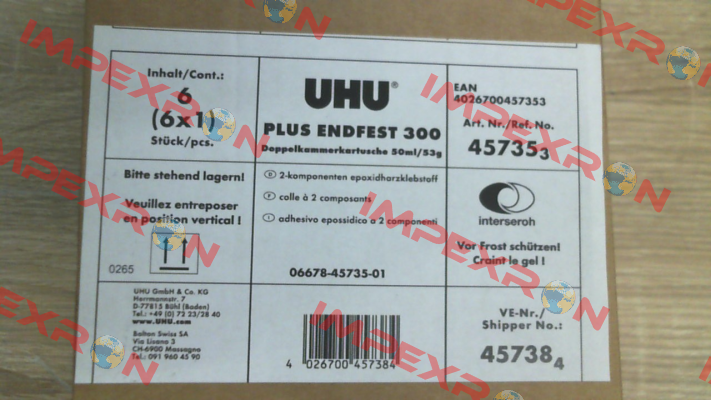 Inhalt/Cont.:
6
(6x1)
Stück/pcs.
UHU®
PLUS ENDFEST 300
Doppelkammerkartusche 50ml/53g
EAN
4026700457353
Art. Nr./Ref. No.
457353
Bitte stehend lagern!
Veuillez entreposer
en position vertical !
0265
D 2-komponenten epoxidharzklebstoff
F colle à 2 composants
I adhesivo epossidico a 2 componenti
06678-45735-01
interseroh
Vor Frost schützen!
Craint le gel !
UHU GmbH & Co. KG
Herrmannstr. 7
D-77815 Bühl (Baden)
Tel.: +49 (0) 72 23/28 40
www.UHU.com
Bolton Swiss SA
Via Lisano 3
CH-6900 Massagno
Tel.: 091 960 45 90
4 026700 457384
VE-Nr./
Shipper No.:
457384
IMPEXRON
IMPEXRON
IMPEXRON
IMPEXRON
IMPEXRON